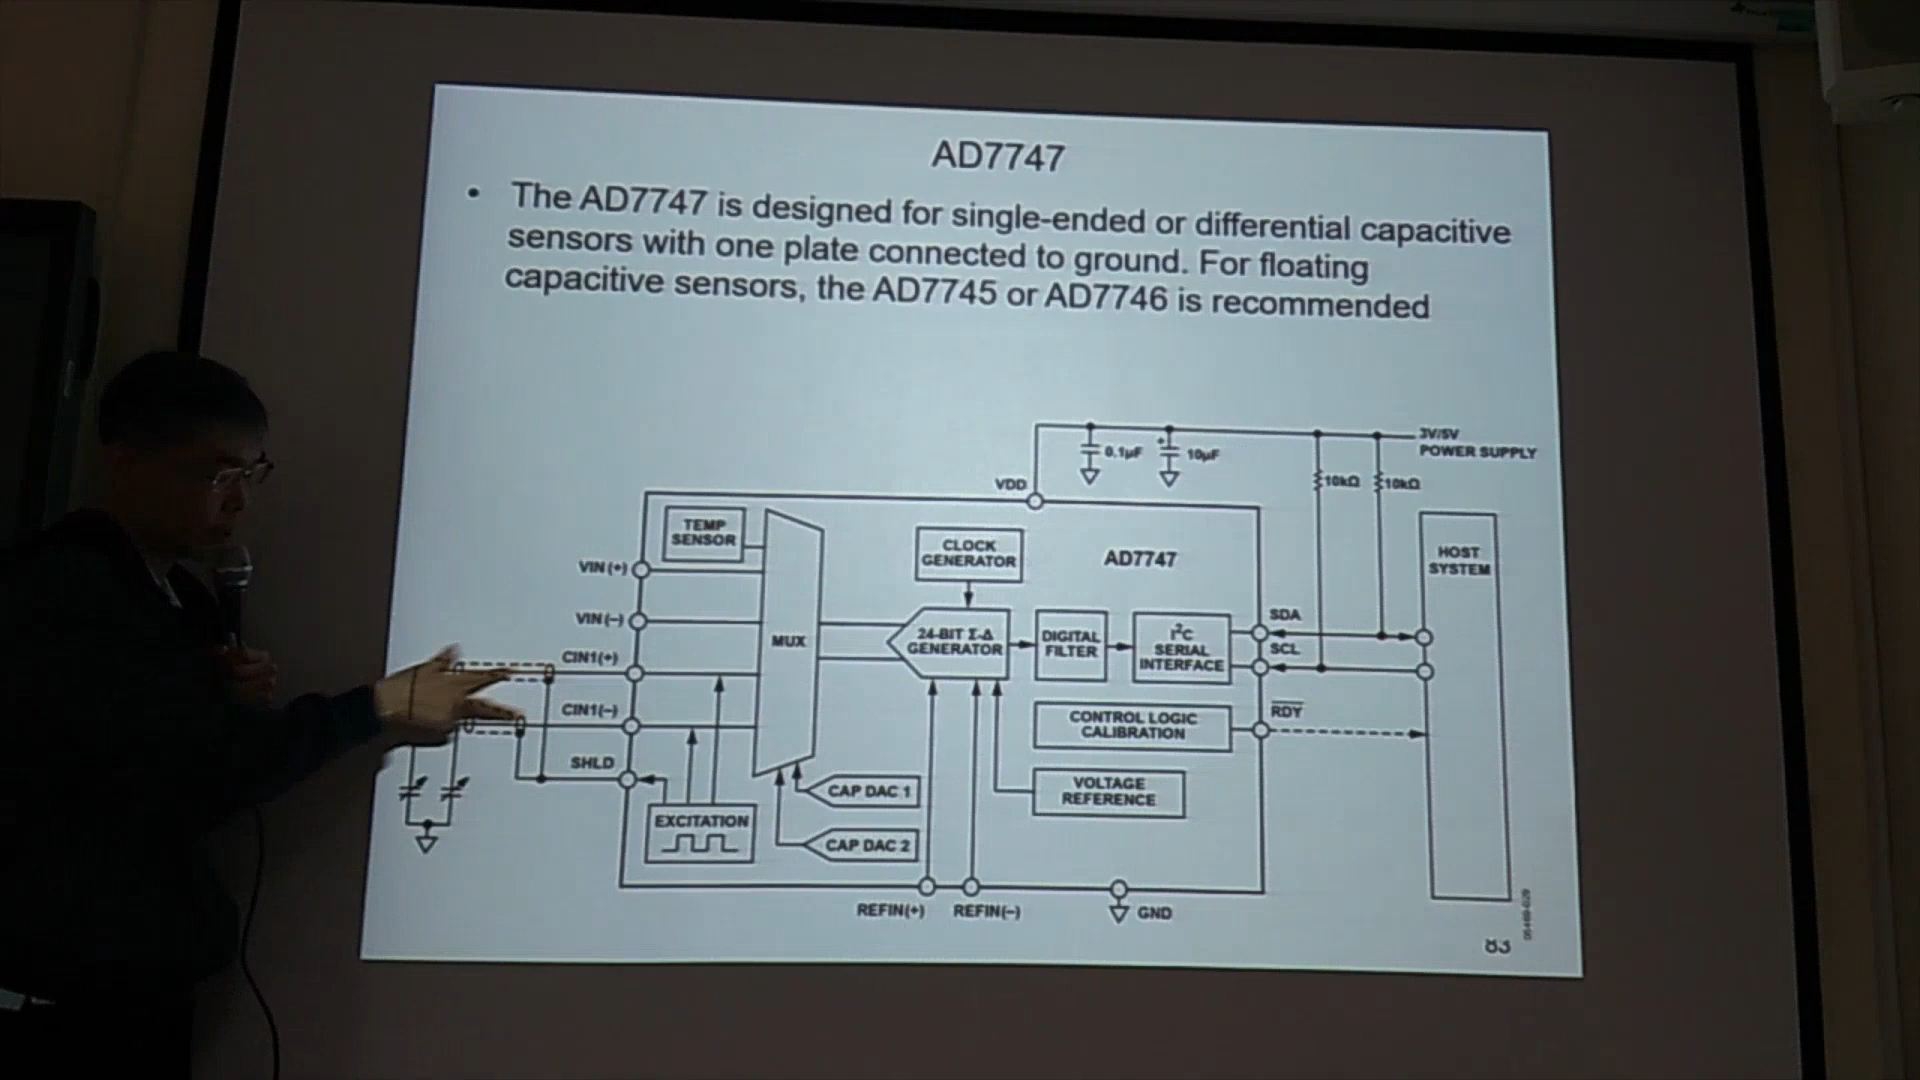 AD7747
• The AD7747 is designed for single-ended or differential capacitive
sensors with one plate connected to ground. For floating
capacitive sensors, the AD7745 or AD7746 is recommended
3V/5V
POWER SUPPLY
0.1µF
10µF
10kΩ
10kΩ
VDD
TEMP
SENSOR
CLOCK
GENERATOR
AD7747
HOST
SYSTEM
VIN (+)
VIN (–)
MUX
24-BIT Σ-Δ
GENERATOR
DIGITAL
FILTER
I²C
SERIAL
INTERFACE
SDA
SCL
CIN1(+)
CIN1(–)
CONTROL LOGIC
CALIBRATION
RDY
SHLD
CAP DAC 1
VOLTAGE
REFERENCE
EXCITATION
CAP DAC 2
REFIN(+)
REFIN(–)
GND